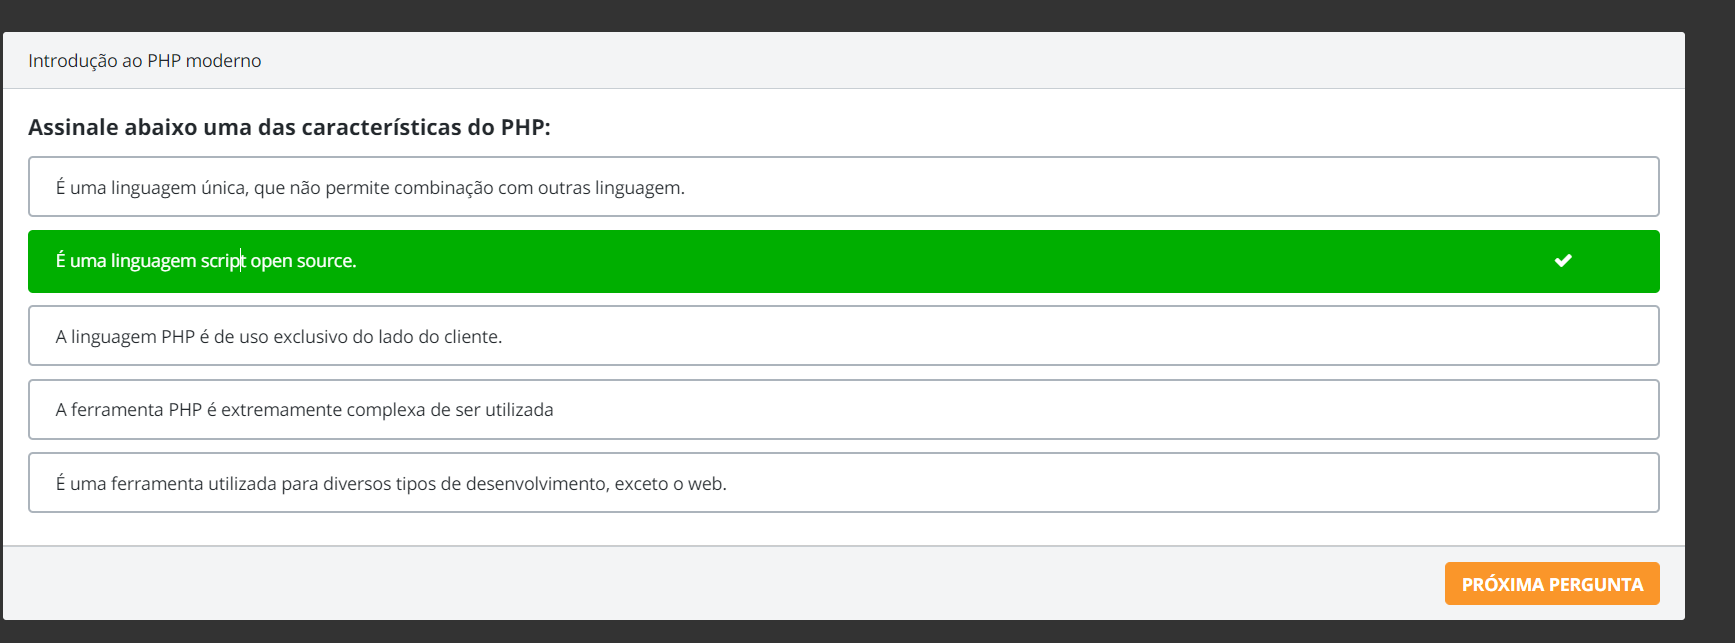 Introdução ao PHP moderno
Assinale abaixo uma das características do PHP:
É uma linguagem única, que não permite combinação com outras linguagem.
É uma linguagem script open source.
A linguagem PHP é de uso exclusivo do lado do cliente.
A ferramenta PHP é extremamente complexa de ser utilizada
É uma ferramenta utilizada para diversos tipos de desenvolvimento, exceto o web.
PRÓXIMA PERGUNTA